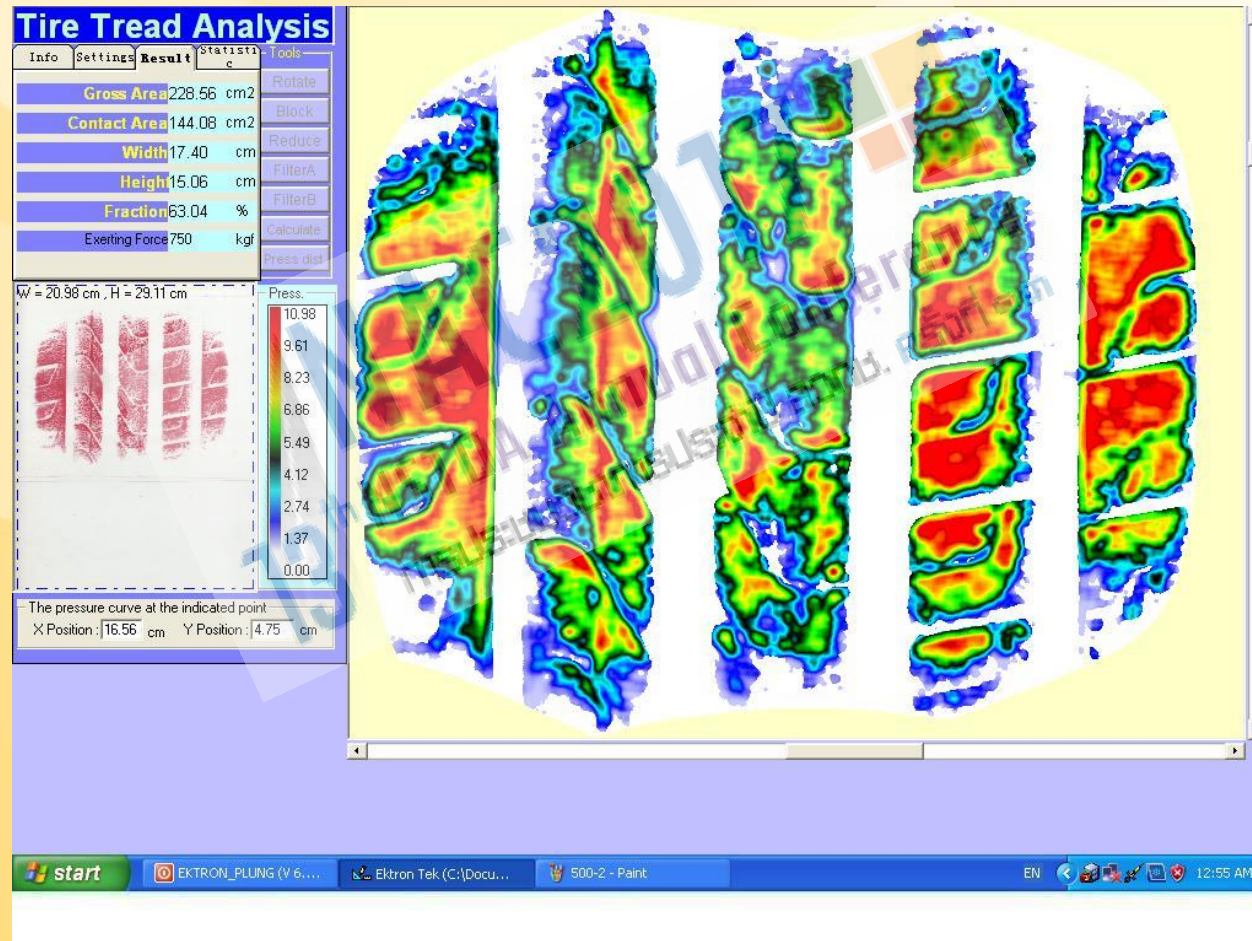 Tire Tread Analysis
Info Settings Result Statisti
c
Tools
Gross Area 228.56 cm2
Contact Area 144.08 cm2
Width 17.40 cm
Height 15.06 cm
Fraction 63.04 %
Exerting Force 750 kgf
Rotate
Block
Reduce
FilterA
FilterB
Calculate
Press dist
W = 20.98 cm , H = 29.11 cm
Press.
10.98
9.61
8.23
6.86
5.49
4.12
2.74
1.37
0.00
The pressure curve at the indicated point
X Position : 16.56 cm Y Position : 4.75 cm
start EKTRON_PLUNG (V 6.... Ektron Tek (C:\Docu... 500-2 - Paint EN 12:55 AM